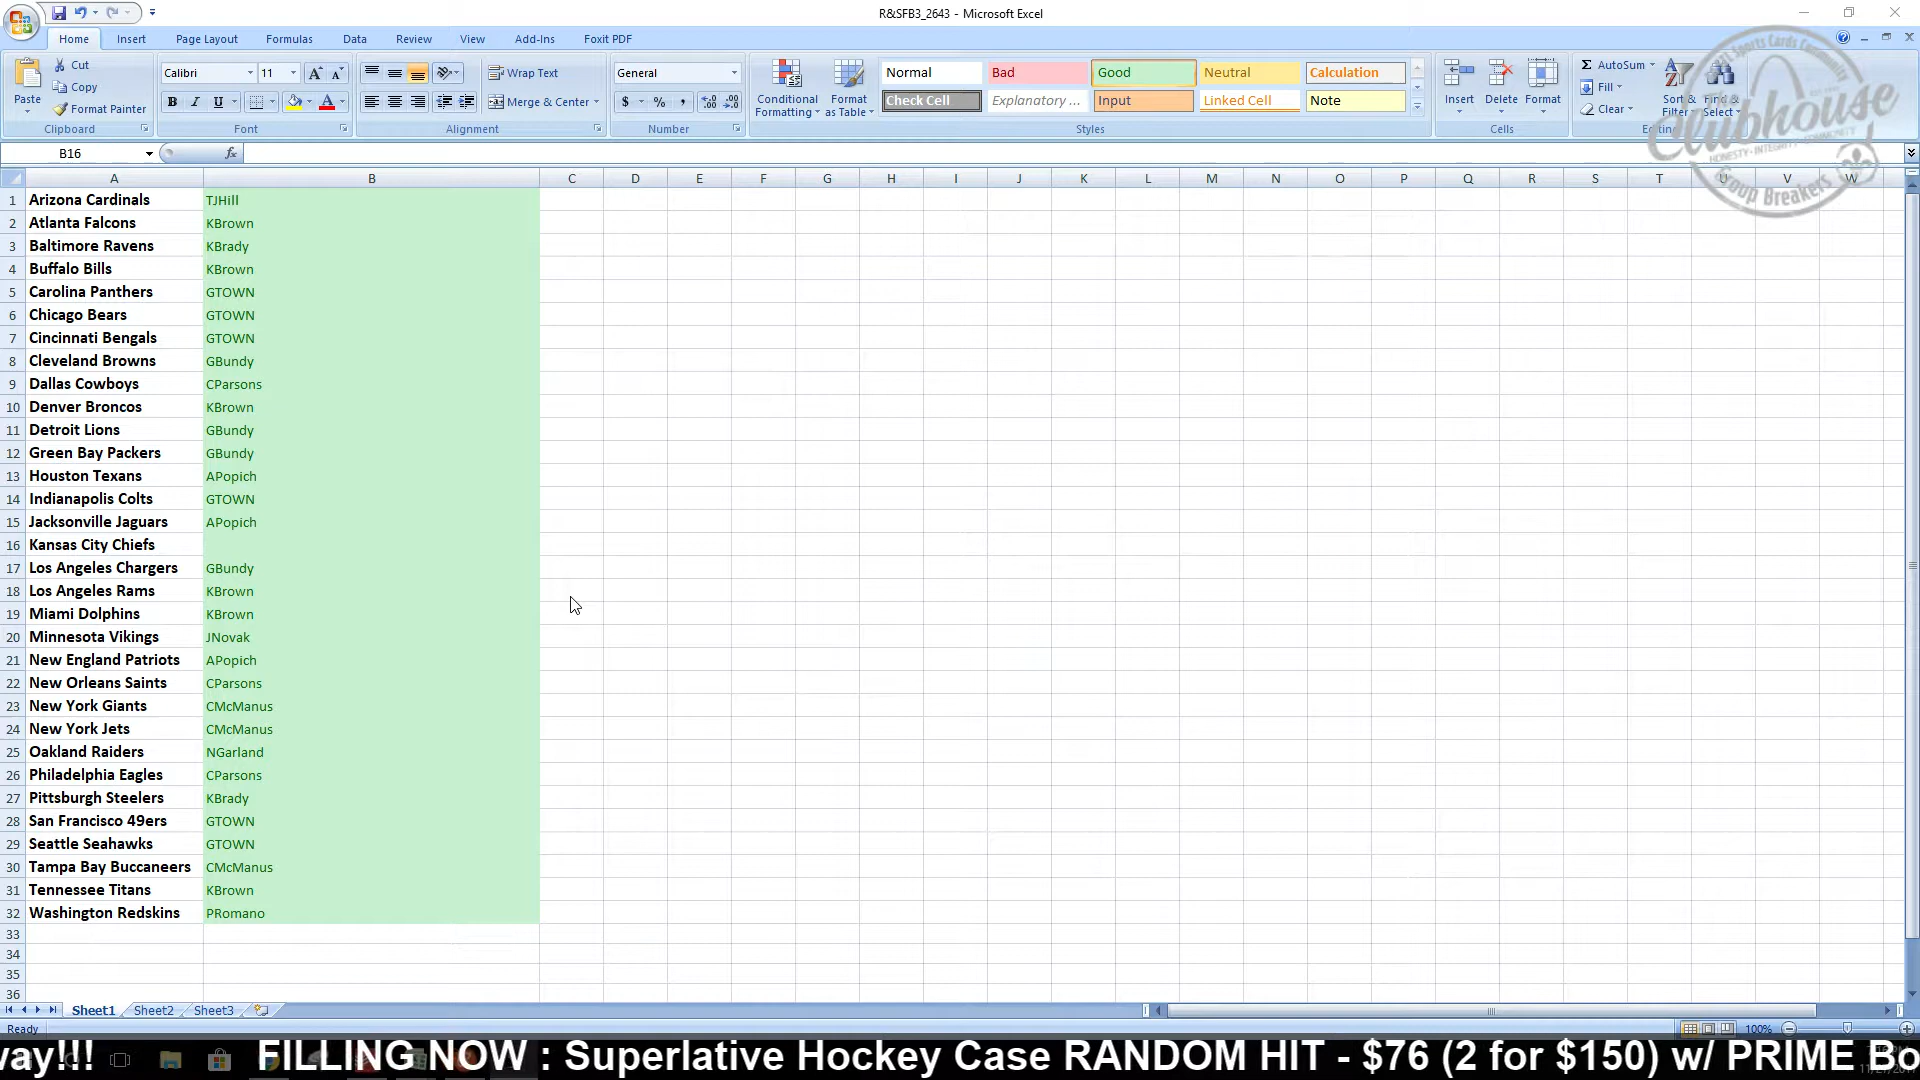 R&SFB3_2643 - Microsoft Excel
Home Insert Page Layout Formulas Data Review View Add-Ins Foxit PDF
Paste
Cut
Copy
Format Painter
Clipboard
Calibri 11
B I U A A A
Font
Wrap Text
Merge & Center
Alignment
General
$ % ,
Number
Conditional Formatting
Format as Table
Normal Bad Good Neutral Calculation
Check Cell Explanatory ... Input Linked Cell Note
Styles
Insert Delete Format
Cells
Σ AutoSum
Fill
Clear
Sort & Filter
Find & Select
Clubhouse
HONESTY - INTEGRITY - COMMUNITY
Group Breakers
B16 fx
A B C D E F G H I J K L M N O P Q R S T U V W
1 Arizona Cardinals TJHill
2 Atlanta Falcons KBrown
3 Baltimore Ravens KBrady
4 Buffalo Bills KBrown
5 Carolina Panthers GTOWN
6 Chicago Bears GTOWN
7 Cincinnati Bengals GTOWN
8 Cleveland Browns GBundy
9 Dallas Cowboys CParsons
10 Denver Broncos KBrown
11 Detroit Lions GBundy
12 Green Bay Packers GBundy
13 Houston Texans APopich
14 Indianapolis Colts GTOWN
15 Jacksonville Jaguars APopich
16 Kansas City Chiefs
17 Los Angeles Chargers GBundy
18 Los Angeles Rams KBrown
19 Miami Dolphins KBrown
20 Minnesota Vikings JNovak
21 New England Patriots APopich
22 New Orleans Saints CParsons
23 New York Giants CMcManus
24 New York Jets CMcManus
25 Oakland Raiders NGarland
26 Philadelphia Eagles CParsons
27 Pittsburgh Steelers KBrady
28 San Francisco 49ers GTOWN
29 Seattle Seahawks GTOWN
30 Tampa Bay Buccaneers CMcManus
31 Tennessee Titans KBrown
32 Washington Redskins PRomano
33
34
35
36
Sheet1 Sheet2 Sheet3
Ready 100%
way!!! FILLING NOW : Superlative Hockey Case RANDOM HIT - $76 (2 for $150) w/ PRIME Bo